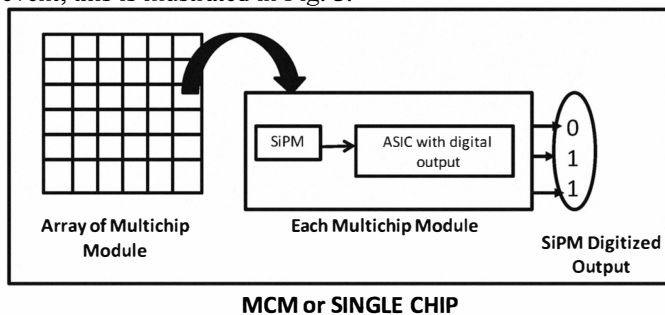 event, this is illustrated in Fig. 3.
SiPM
ASIC with digital
output
0
1
1
Array of Multichip
Module
Each Multichip Module
SiPM Digitized
Output
MCM or SINGLE CHIP